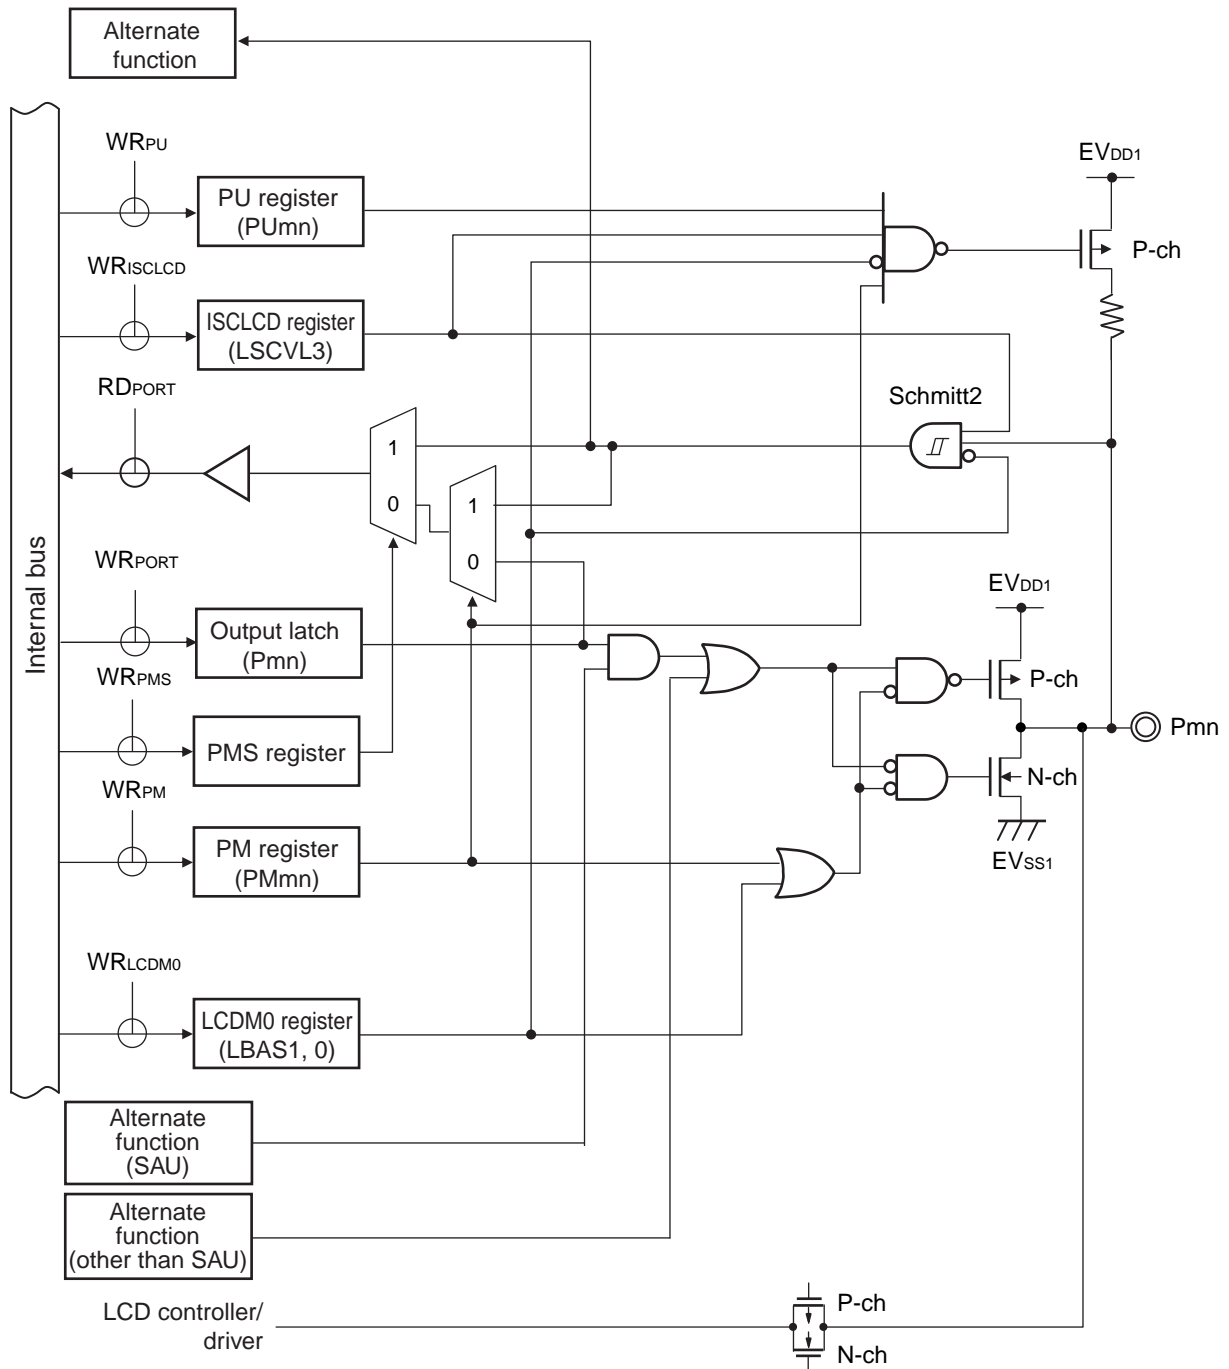 Alternate
function
WRPU
EVDD1
PU register
(PUmn)
P-ch
WRISCLCD
ISCLCD register
(LSCVL3)
RDPORT
Schmitt2
1
0
1
0
Internal bus
WRPORT
EVDD1
Output latch
(Pmn)
P-ch
WRPMS
Pmn
PMS register
N-ch
WRPM
PM register
(PMmn)
EVSS1
WRLCDM0
LCDM0 register
(LBAS1, 0)
Alternate
function
(SAU)
Alternate
function
(other than SAU)
P-ch
LCD controller/
driver
N-ch